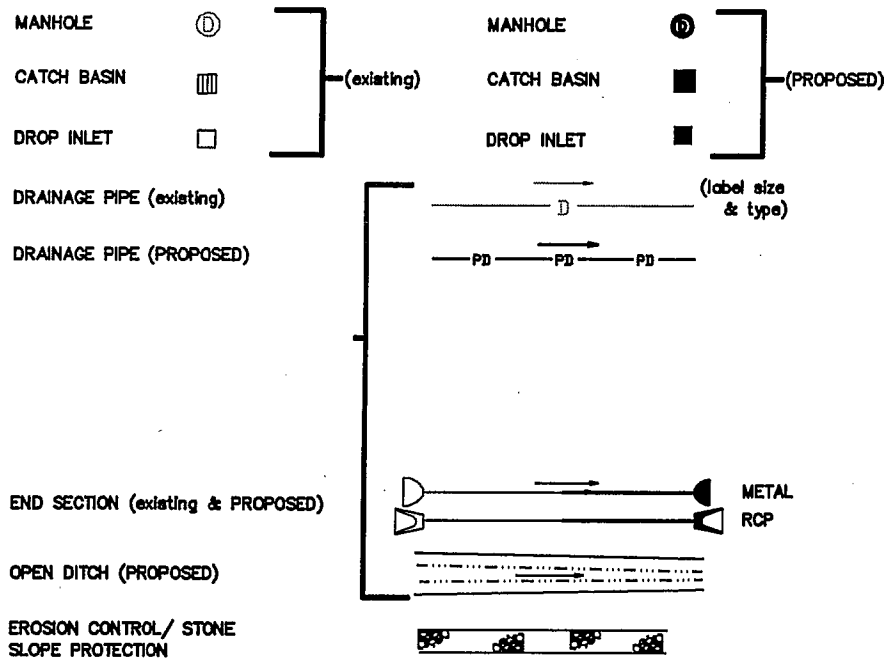 MANHOLE D MANHOLE D
CATCH BASIN (existing) CATCH BASIN (PROPOSED)
DROP INLET DROP INLET
DRAINAGE PIPE (existing) D (label size
& type)
DRAINAGE PIPE (PROPOSED) PD PD PD
END SECTION (existing & PROPOSED) METAL
RCP
OPEN DITCH (PROPOSED)
EROSION CONTROL/ STONE
SLOPE PROTECTION